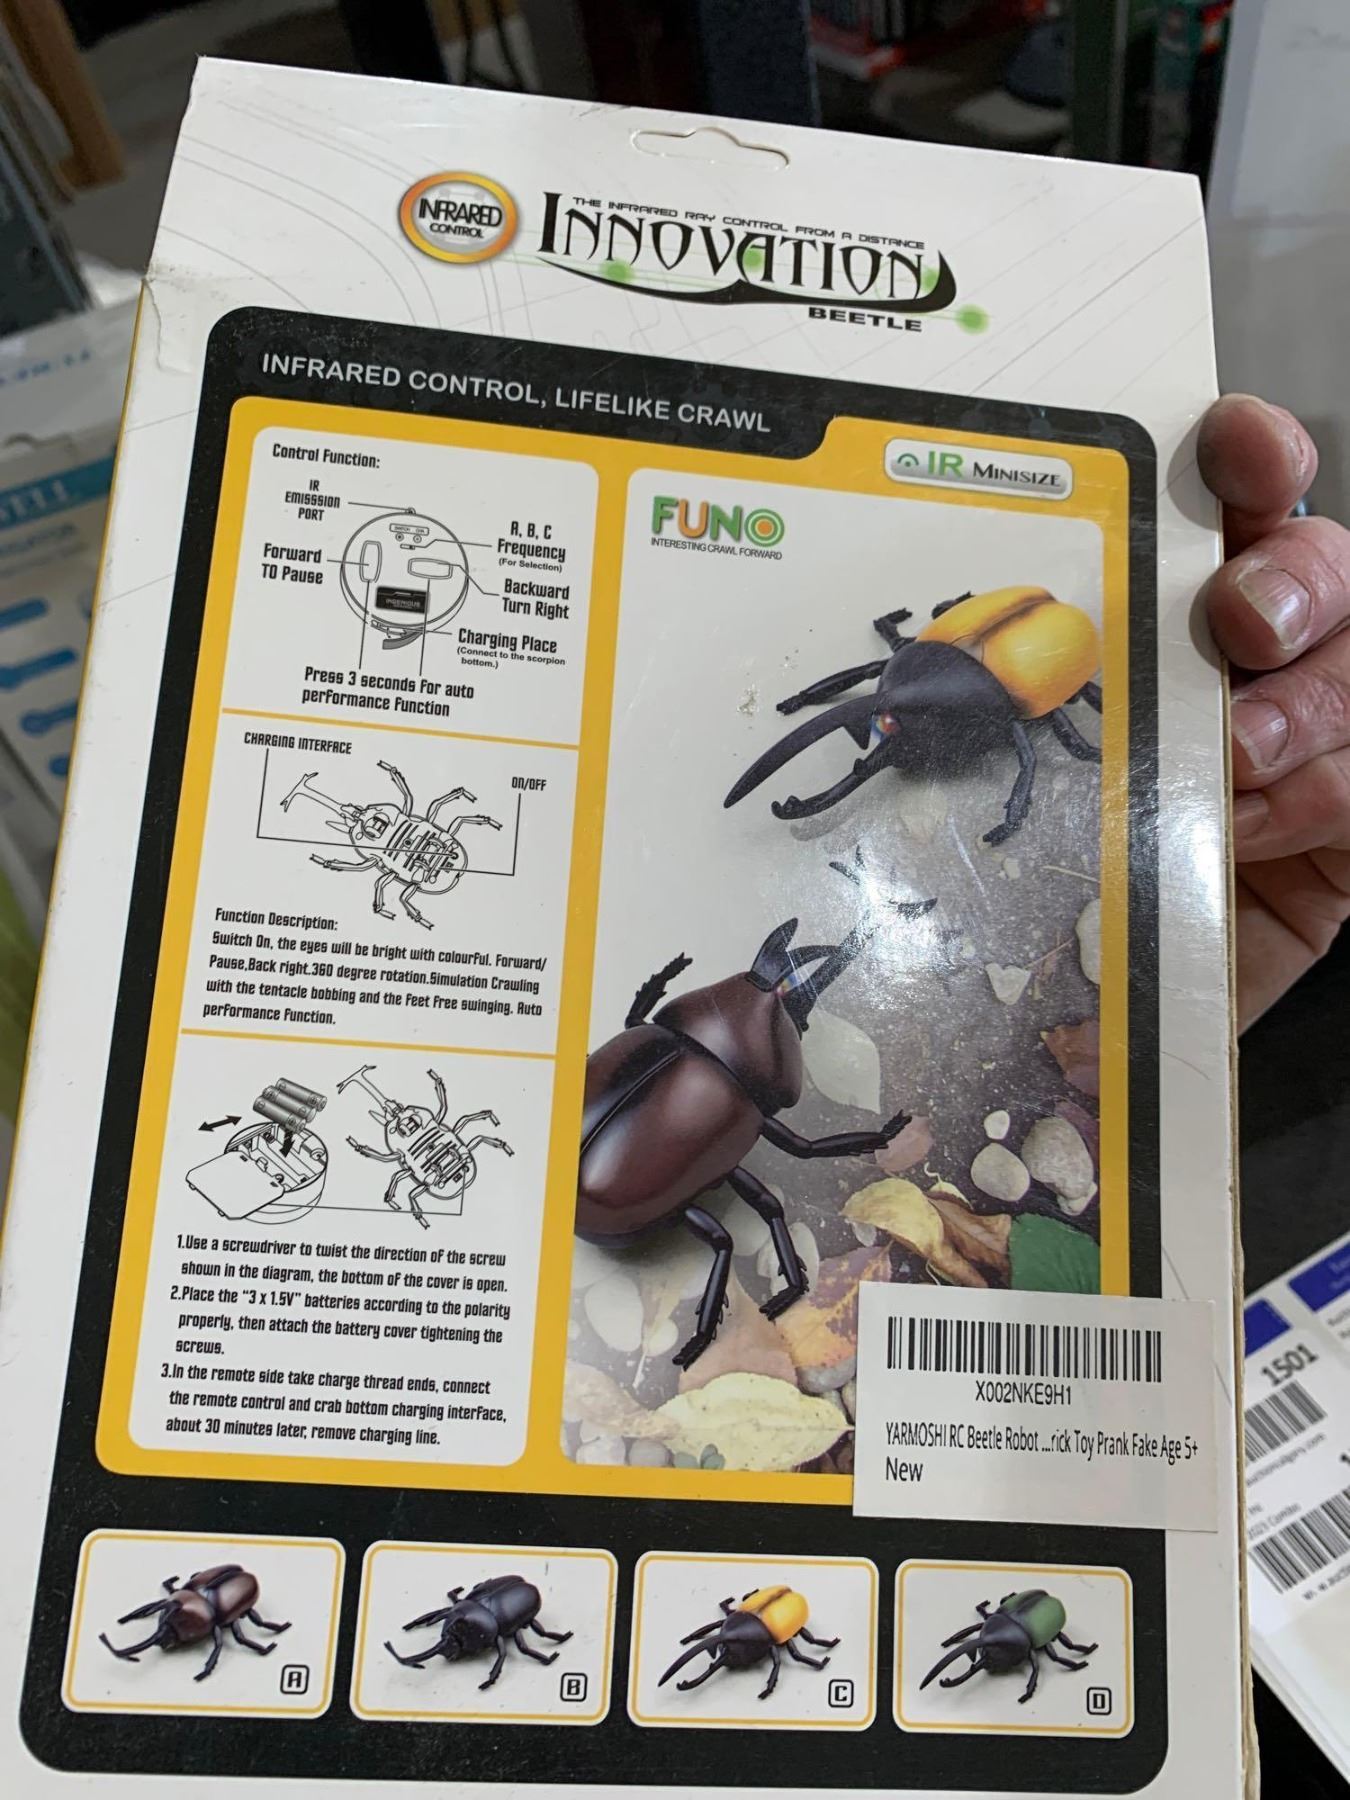 INFRARED
CONTROL
THE INFRARED RAY CONTROL FROM A DISTANCE
INNOVATION
BEETLE
INFRARED CONTROL, LIFELIKE CRAWL
IR MINISIZE
Control Function:
IR
EMISSSION
PORT
Forward
TO Pause
A, B, C
Frequency
(For Selection)
Backward
Turn Right
INGENIOUS
Charging Place
(Connect to the scorpion
bottom.)
Press 3 seconds for auto
performance function
FUNO
INTERESTING CRAWL FORWARD
CHARGING INTERFACE
ON/OFF
Function Description:
Switch On, the eyes will be bright with colourful. Forward/
Pause,Back right.360 degree rotation.Simulation Crawling
with the tentacle bobbing and the feet free swinging. Auto
performance function.
1.Use a screwdriver to twist the direction of the screw
shown in the diagram, the bottom of the cover is open.
2.Place the "3 x 1.5V" batteries according to the polarity
properly, then attach the battery cover tightening the
screws.
3.In the remote side take charge thread ends, connect
the remote control and crab bottom charging interface,
about 30 minutes later, remove charging line.
X002NKE9H1
YARMOSHI RC Beetle Robot ...rick Toy Prank Fake Age 5+
New
A
B
C
D
1501